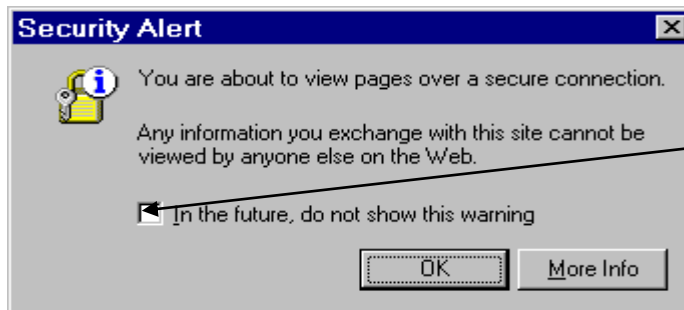 Security Alert
You are about to view pages over a secure connection.
Any information you exchange with this site cannot be
viewed by anyone else on the Web.
In the future, do not show this warning
OK More Info